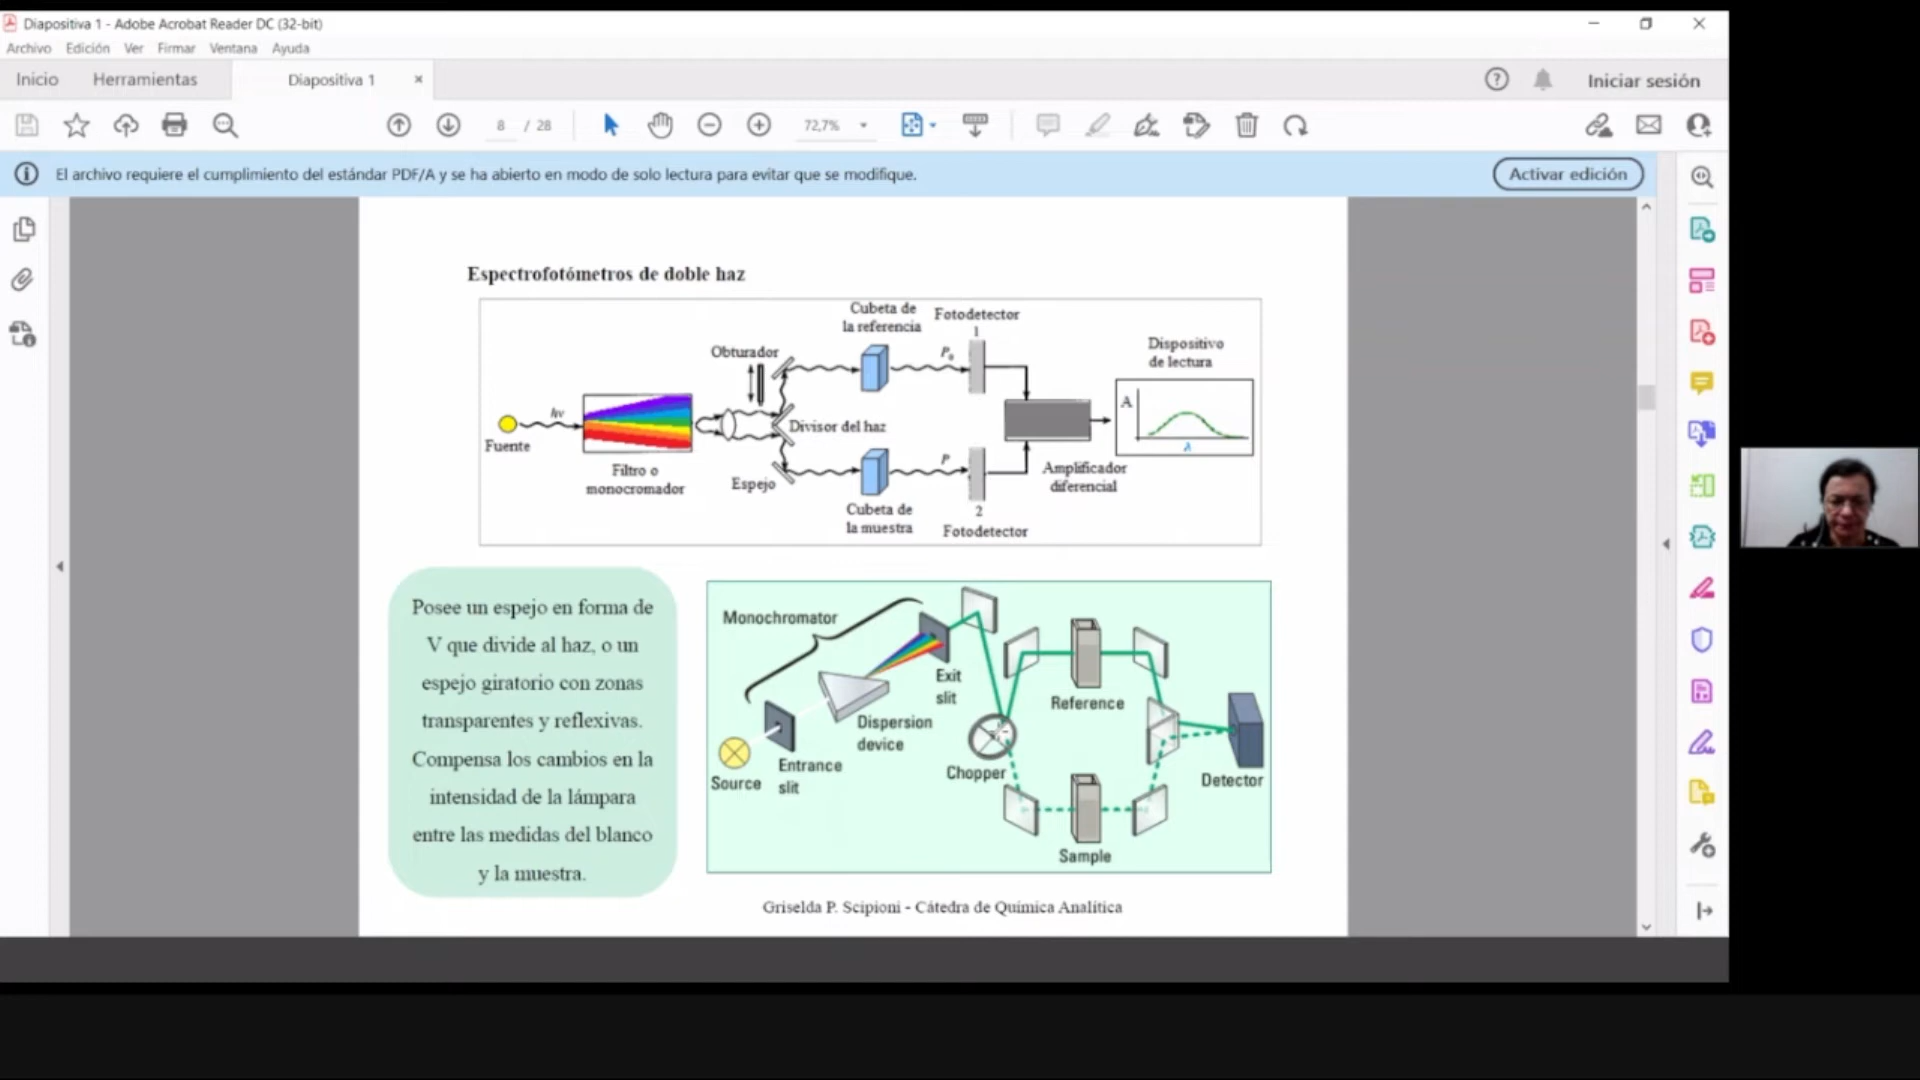 Diapositiva 1 - Adobe Acrobat Reader DC (32-bit)
Archivo Edición Ver Firmar Ventana Ayuda
Inicio Herramientas Diapositiva 1 × Iniciar sesión
8 / 28 72,7%
El archivo requiere el cumplimiento del estándar PDF/A y se ha abierto en modo de solo lectura para evitar que se modifique. Activar edición
Espectrofotómetros de doble haz
Cubeta de
la referencia
Fotodetector
1
Obturador
P₀
Dispositivo
de lectura
A
λ
hν
Fuente
Divisor del haz
Filtro o
monocromador
Espejo
P
Amplificador
diferencial
Cubeta de
la muestra
2
Fotodetector
Posee un espejo en forma de
V que divide al haz, o un
espejo giratorio con zonas
transparentes y reflexivas.
Compensa los cambios en la
intensidad de la lámpara
entre las medidas del blanco
y la muestra.
Monochromator
Exit
slit
Reference
Dispersion
device
Entrance
slit
Source
Chopper
Detector
Sample
Griselda P. Scipioni - Cátedra de Química Analítica